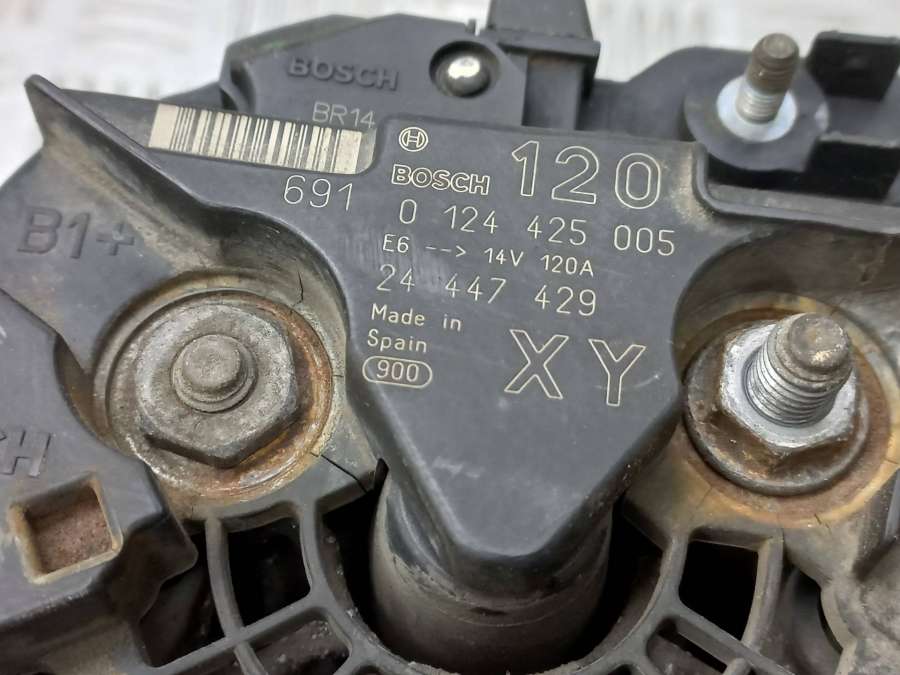 BOSCH
BR14
BOSCH 120
691
0 124 425 005
E6 --> 14V 120A
24 447 429
Made in
Spain
XY
900
B1+
CH